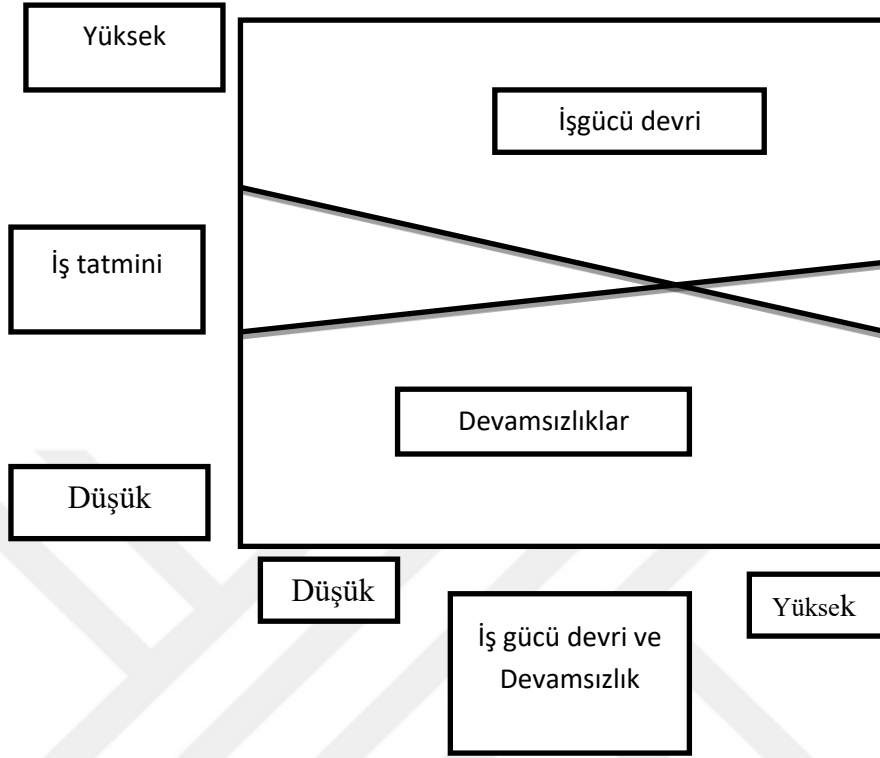 Yüksek
İşgücü devri
İş tatmini
Devamsızlıklar
Düşük
Düşük
Yüksek
İş gücü devri ve
Devamsızlık